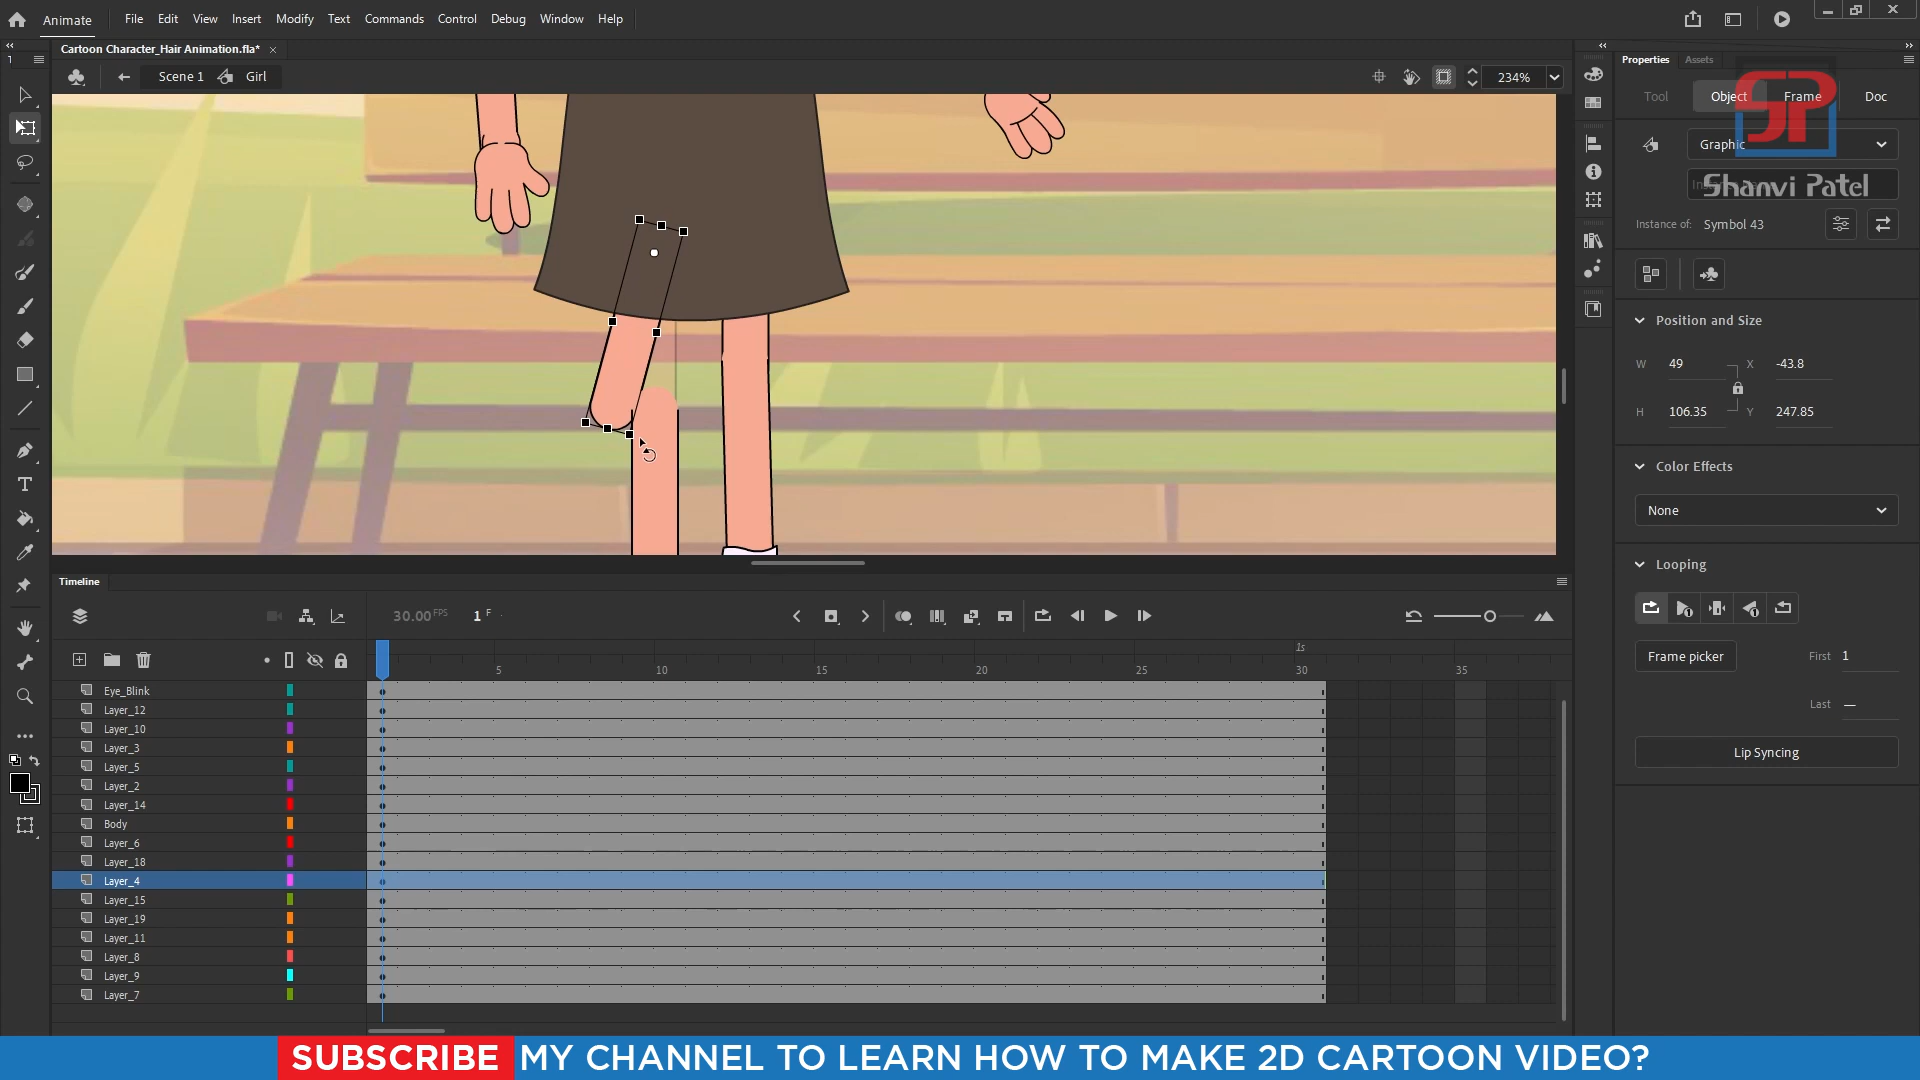 Animate
File Edit View Insert Modify Text Commands Control Debug Window Help
Cartoon Character_Hair Animation.fla*
Scene 1
Girl
234%
Properties
Assets
Tool
Object
Frame
Doc
Graphic
SP
Shanvi Patel
Instance of:
Symbol 43
Position and Size
W 49 X -43.8
H 106.35 Y 247.85
Color Effects
None
Looping
Frame picker
First 1
Last —
Lip Syncing
Timeline
30.00 FPS
1 F
1s
5 10 15 20 25 30 35
Eye_Blink
Layer_12
Layer_10
Layer_3
Layer_5
Layer_2
Layer_14
Body
Layer_6
Layer_18
Layer_4
Layer_15
Layer_19
Layer_11
Layer_8
Layer_9
Layer_7
SUBSCRIBE MY CHANNEL TO LEARN HOW TO MAKE 2D CARTOON VIDEO?